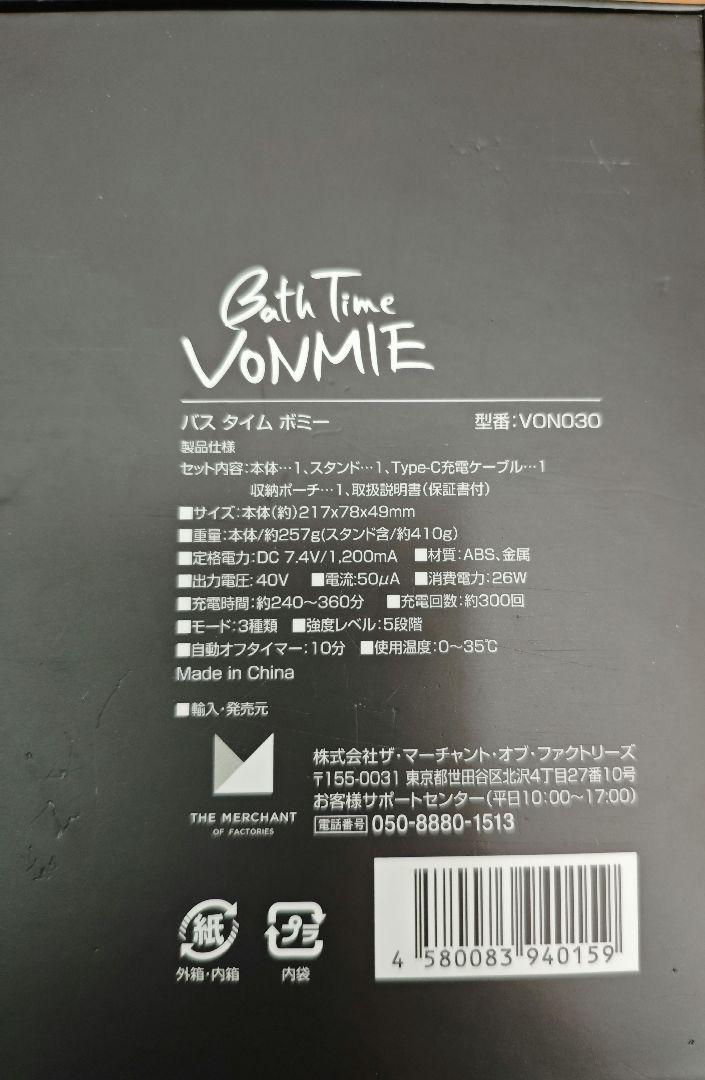 Bath Time
VONMIE
バス タイム ボミー 型番:VON030
製品仕様
セット内容:本体…1、スタンド…1、Type-C充電ケーブル…1
収納ポーチ…1、取扱説明書(保証書付)
■サイズ:本体(約)217x78x49mm
■重量:本体/約257g(スタンド含/約410g)
■定格電力:DC 7.4V/1,200mA ■材質:ABS、金属
■出力電圧:40V ■電流:50μA ■消費電力:26W
■充電時間:約240~360分 ■充電回数:約300回
■モード:3種類 ■強度レベル:5段階
■自動オフタイマー:10分 ■使用温度:0~35℃
Made in China
■輸入・発売元
株式会社ザ・マーチャント・オブ・ファクトリーズ
〒155-0031 東京都世田谷区北沢4丁目27番10号
お客様サポートセンター(平日10:00~17:00)
電話番号 050-8880-1513
THE MERCHANT
OF FACTORIES
紙
外箱・内箱
プラ
内袋
4 580083 940159